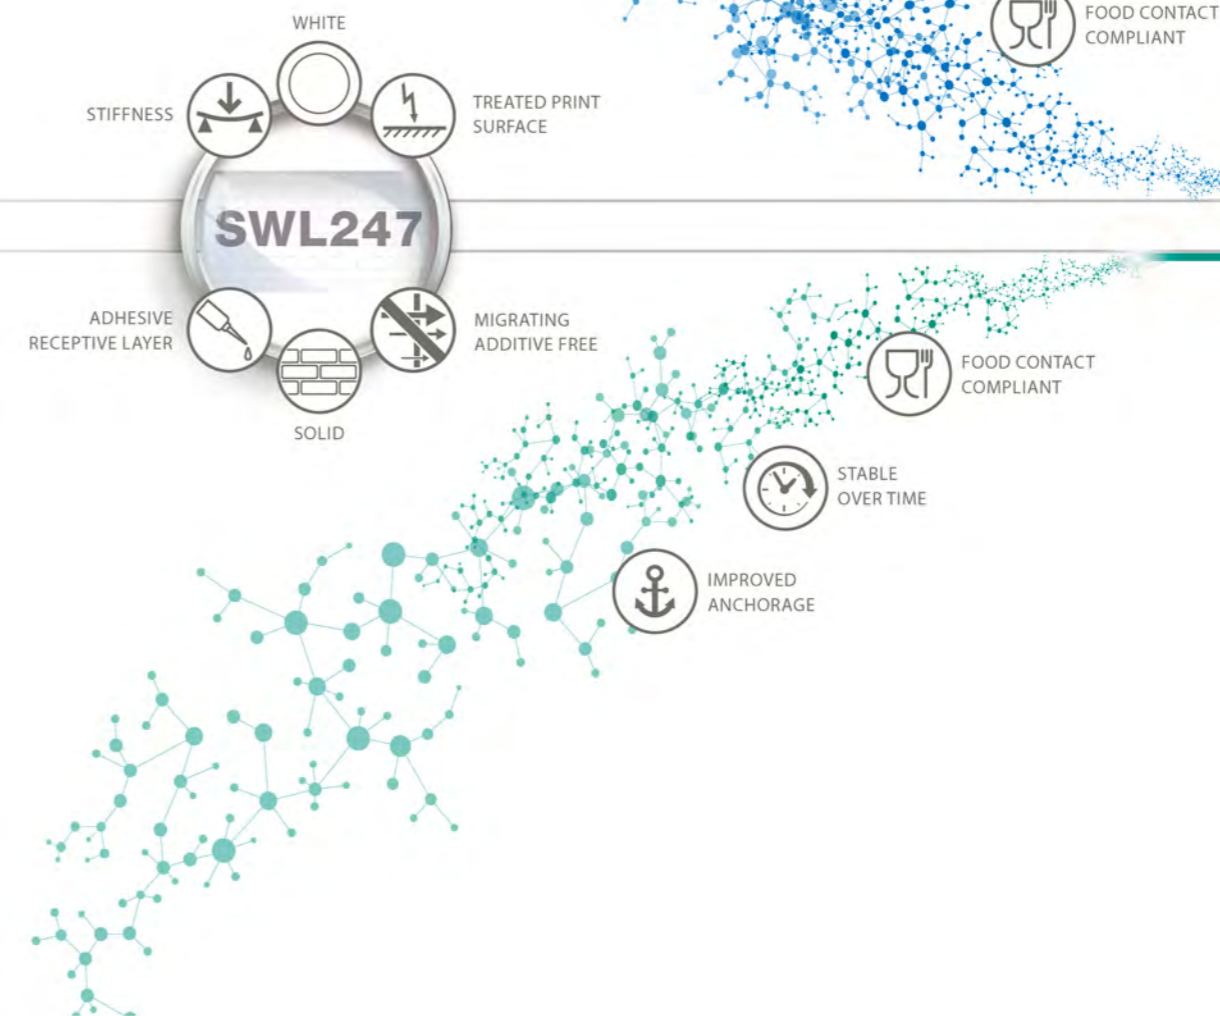 FOOD CONTACT
COMPLIANT
WHITE
STIFFNESS
TREATED PRINT
SURFACE
SWL247
ADHESIVE
RECEPTIVE LAYER
MIGRATING
ADDITIVE FREE
SOLID
FOOD CONTACT
COMPLIANT
STABLE
OVER TIME
IMPROVED
ANCHORAGE